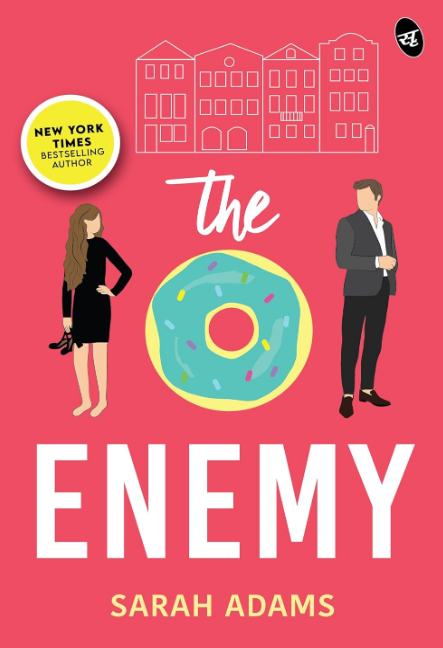 सृ
NEW YORK
TIMES
BESTSELLING
AUTHOR
the
ENEMY
SARAH ADAMS